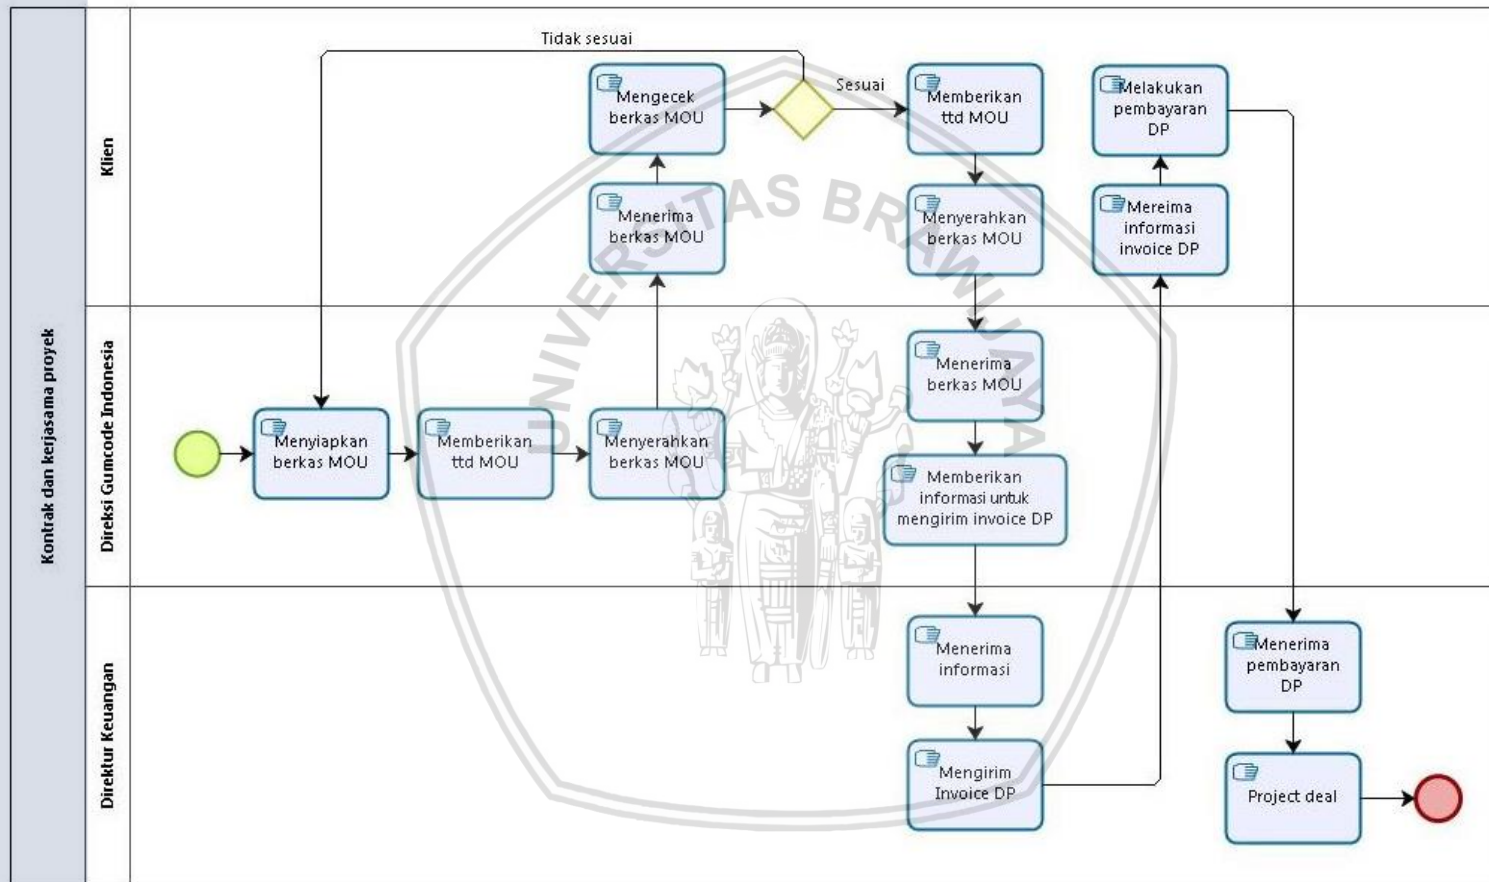 Kontrak dan kerjasama proyek
Klien
Tidak sesuai
Mengecek
berkas MOU
Sesuai
Memberikan
ttd MOU
Melakukan
pembayaran
DP
Menerima
berkas MOU
Menyerahkan
berkas MOU
Mereima
informasi
invoice DP
UNIVERSITAS BRAWIJAYA
Direksi Gumcode Indonesia
Menyiapkan
berkas MOU
Memberikan
ttd MOU
Menyerahkan
berkas MOU
Menerima
berkas MOU
Memberikan
informasi untuk
mengirim invoice DP
Direktur Keuangan
Menerima
informasi
Mengirim
Invoice DP
Menerima
pembayaran
DP
Project deal